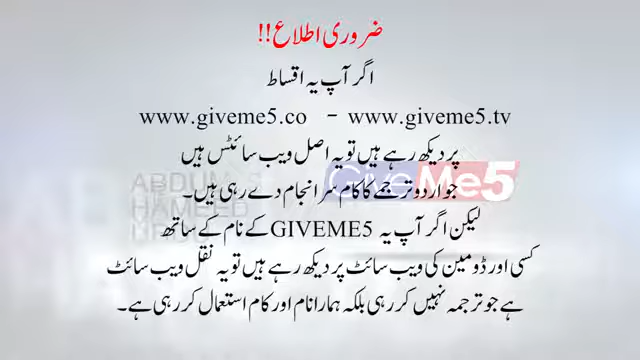 ضروری اطلاع!!
اگر آپ یہ اقساط
www.giveme5.co - www.giveme5.tv
پر دیکھ رہے ہیں تو یہ اصل ویب سائٹس ہیں
جو اردو ترجمے کا کام سرانجام دے رہی ہیں۔
لیکن اگر آپ یہ GIVEME5 کے نام کے ساتھ
کسی اور ڈومین کی ویب سائٹ پر دیکھ رہے ہیں تو یہ نقل ویب سائٹ
ہے جو ترجمہ نہیں کر رہی بلکہ ہمارا نام اور کام استعمال کر رہی ہے۔
GiveMe5
HAMEED